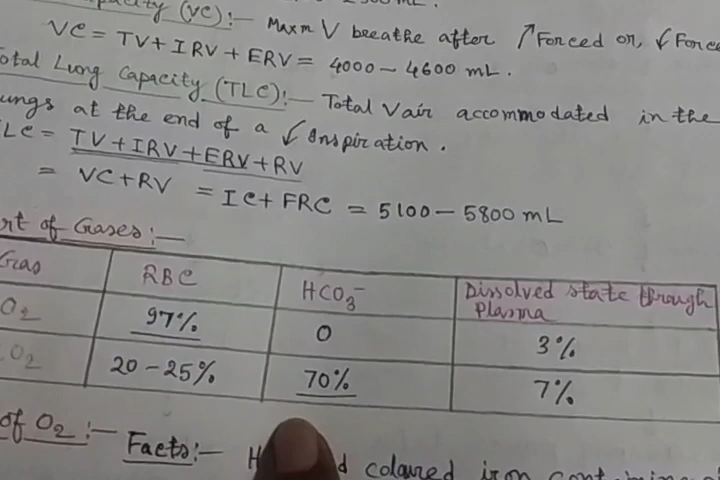 (VC):- Maxm V breathe after ↑Forced or, ↓
VC = TV + IRV + ERV = 4000 - 4600 mL.
otal Lung Capacity (TLC):- Total V air accommodated in the
ungs at the end of a ↓ Inspiration.
LC = TV + IRV + ERV + RV
= VC + RV = IC + FRC = 5100 - 5800 mL
rt of Gases:-
Gas RBC HCO3- Dissolved state through Plasma
O2 97% 0 3%
O2 20 - 25% 70% 7%
of O2:- Facts:- coloured iron